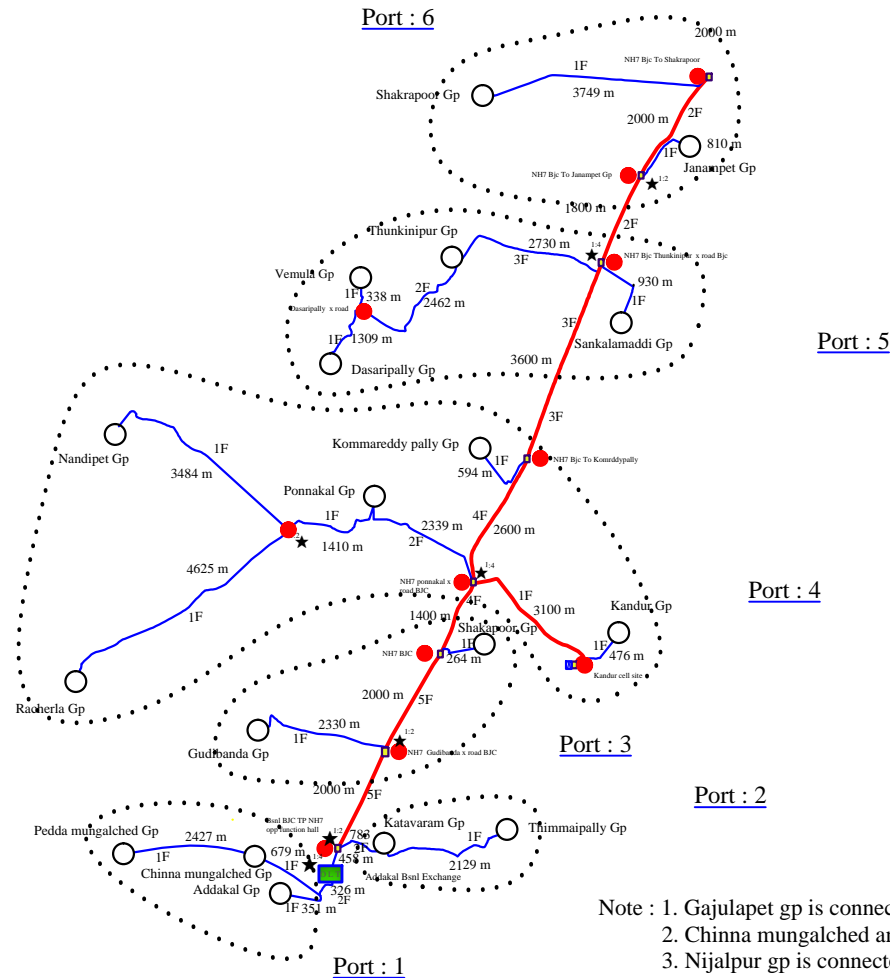 Port : 6
2000 m
NH7 Bjc To Shakrapoor
1F
Shakrapoor Gp
3749 m
2F
2000 m
810 m
1F
Janampet Gp
NH7 Bjc To Janampet Gp
1:2
1800 m
2F
Thunkinipur Gp
1:4
2730 m
3F
NH7 Bjc Thunkinipur x road Bjc
Vemula Gp
930 m
2F
1F
338 m
2462 m
1F
Dasaripally x road
3F
1F
1309 m
Sankalamaddi Gp
Port : 5
3600 m
Dasaripally Gp
3F
Kommareddy pally Gp
1F
Nandipet Gp
1F
NH7 Bjc To Komrddypally
3484 m
594 m
Ponnakal Gp
4F
1F
2339 m
2600 m
1410 m
2F
4625 m
1:4
NH7 ponnakal x
road BJC
1F
Port : 4
4F
3100 m
1F
1400 m
Kandur Gp
Shakapoor Gp
1F
1F
NH7 BJC
264 m
476 m
Kandur cell site
Racherla Gp
2000 m
5F
2330 m
1F
1:2
Gudibanda Gp
NH7 Gudibanda x road BJC
Port : 3
2000 m
5F
Port : 2
Bsnl BJC TP NH7
opp function hall
1:2
783
Katavaram Gp
1F
Thimmaipally Gp
Pedda mungalched Gp
2427 m
2F
1F
679 m
1:4
458 m
1F
Chinna mungalched Gp
Addakal Bsnl Exchange
2129 m
Addakal Gp
326 m
1F
351 m
2F
Note : 1. Gajulapet gp is connec
2. Chinna mungalched an
3. Nijalpur gp is connecte
Port : 1